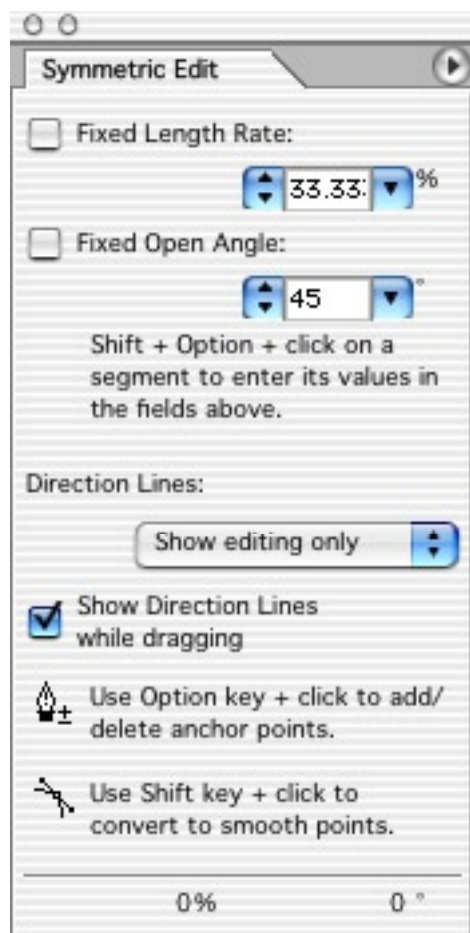 Symmetric Edit
Fixed Length Rate:
33.33 %
Fixed Open Angle:
45 °
Shift + Option + click on a
segment to enter its values in
the fields above.
Direction Lines:
Show editing only
Show Direction Lines
while dragging
Use Option key + click to add/
delete anchor points.
Use Shift key + click to
convert to smooth points.
0% 0 °